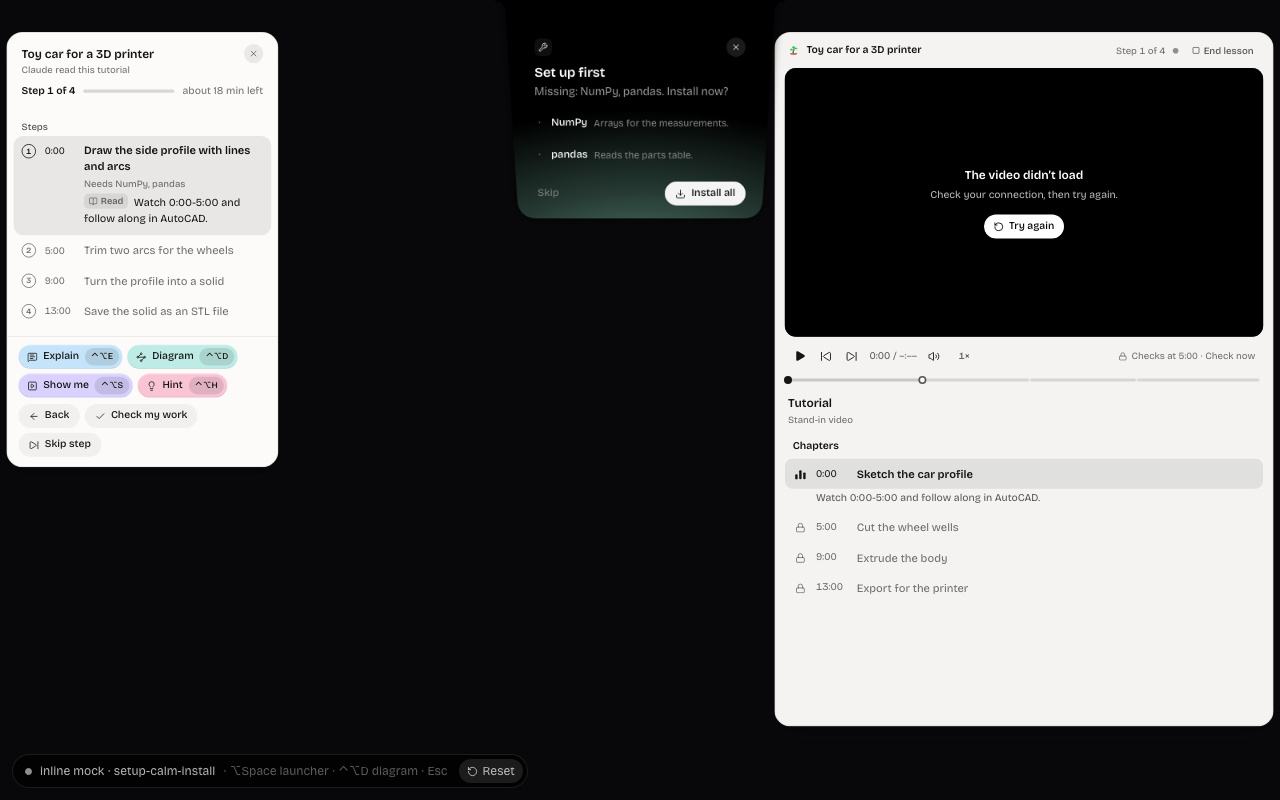 Toy car for a 3D printer
Claude read this tutorial
Step 1 of 4 about 18 min left
Steps
1 0:00 Draw the side profile with lines
and arcs
Needs NumPy, pandas
Read Watch 0:00-5:00 and
follow along in AutoCAD.
2 5:00 Trim two arcs for the wheels
3 9:00 Turn the profile into a solid
4 13:00 Save the solid as an STL file
Explain ⌃⌥E Diagram ⌃⌥D
Show me ⌃⌥S Hint ⌃⌥H
Back Check my work
Skip step
Set up first
Missing: NumPy, pandas. Install now?
· NumPy Arrays for the measurements.
· pandas Reads the parts table.
Skip Install all
Toy car for a 3D printer Step 1 of 4 End lesson
The video didn’t load
Check your connection, then try again.
Try again
0:00 / –:–– 1× Checks at 5:00 · Check now
Tutorial
Stand-in video
Chapters
0:00 Sketch the car profile
Watch 0:00-5:00 and follow along in AutoCAD.
5:00 Cut the wheel wells
9:00 Extrude the body
13:00 Export for the printer
inline mock · setup-calm-install · ⌥Space launcher · ⌃⌥D diagram · Esc Reset